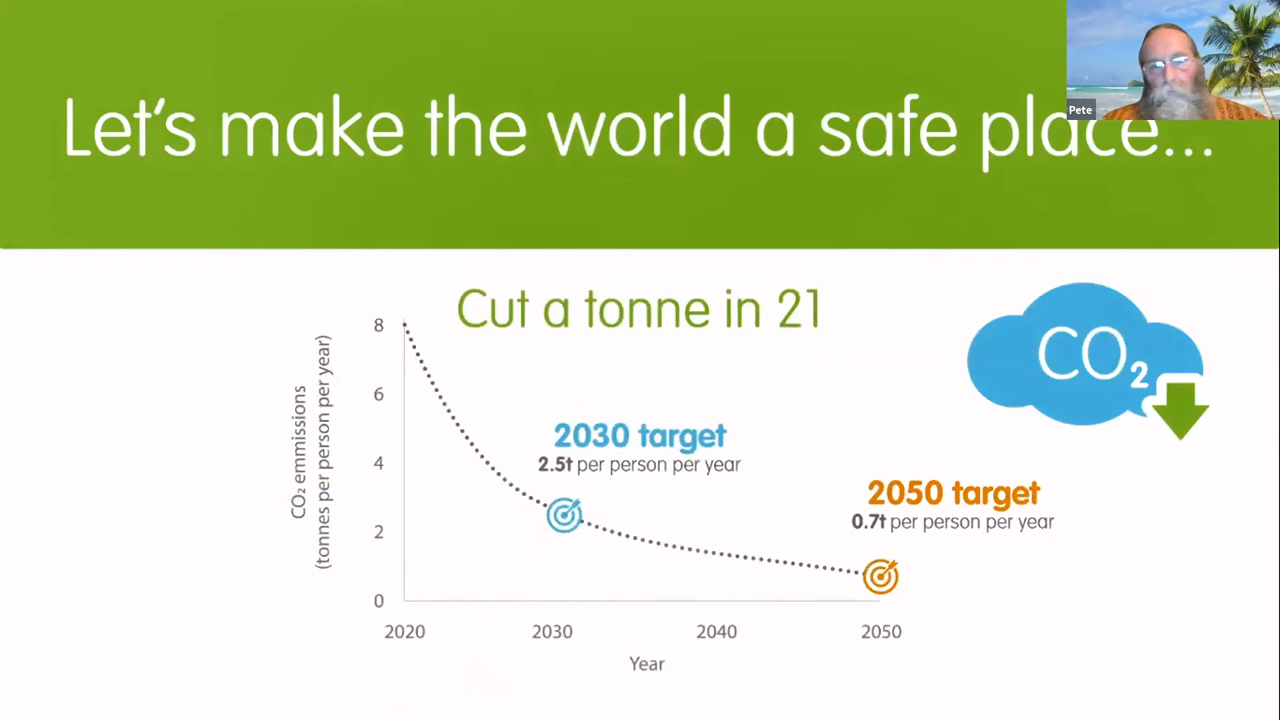 Let's make the world a safe place...
Pete
Cut a tonne in 21
CO₂ emmissions
(tonnes per person per year)
8
6
4
2
0
2030 target
2.5t per person per year
2050 target
0.7t per person per year
CO₂
2020 2030 2040 2050
Year